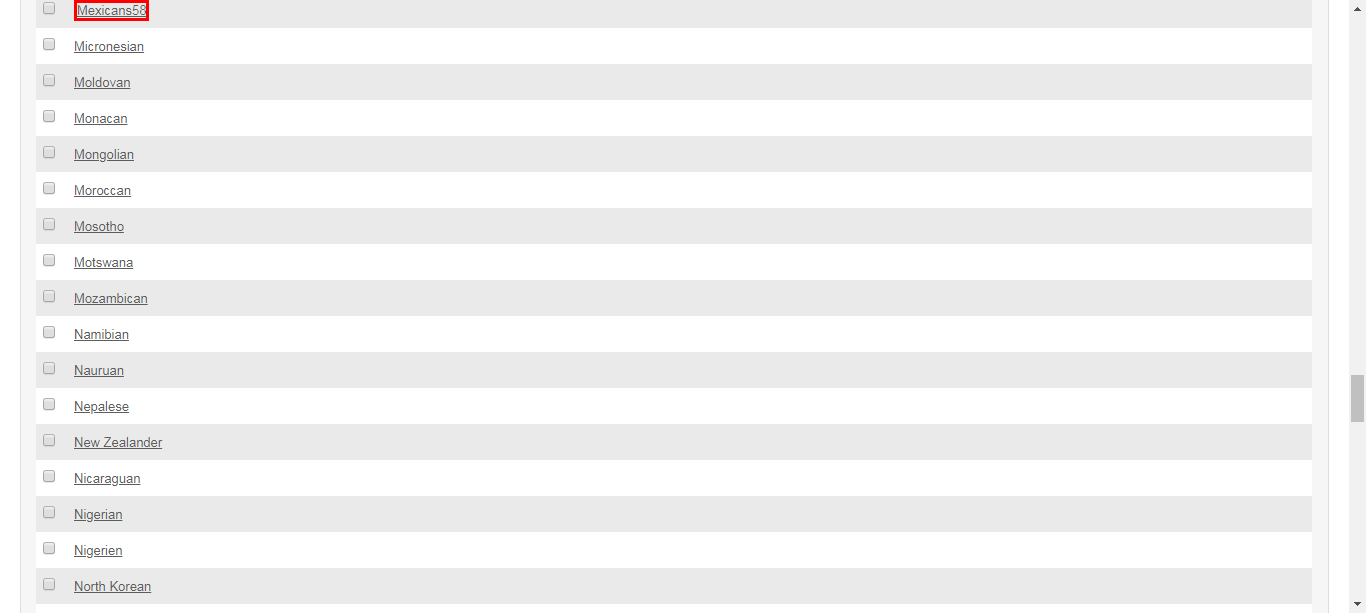 Mexicans58
Micronesian
Moldovan
Monacan
Mongolian
Moroccan
Mosotho
Motswana
Mozambican
Namibian
Nauruan
Nepalese
New Zealander
Nicaraguan
Nigerian
Nigerien
North Korean